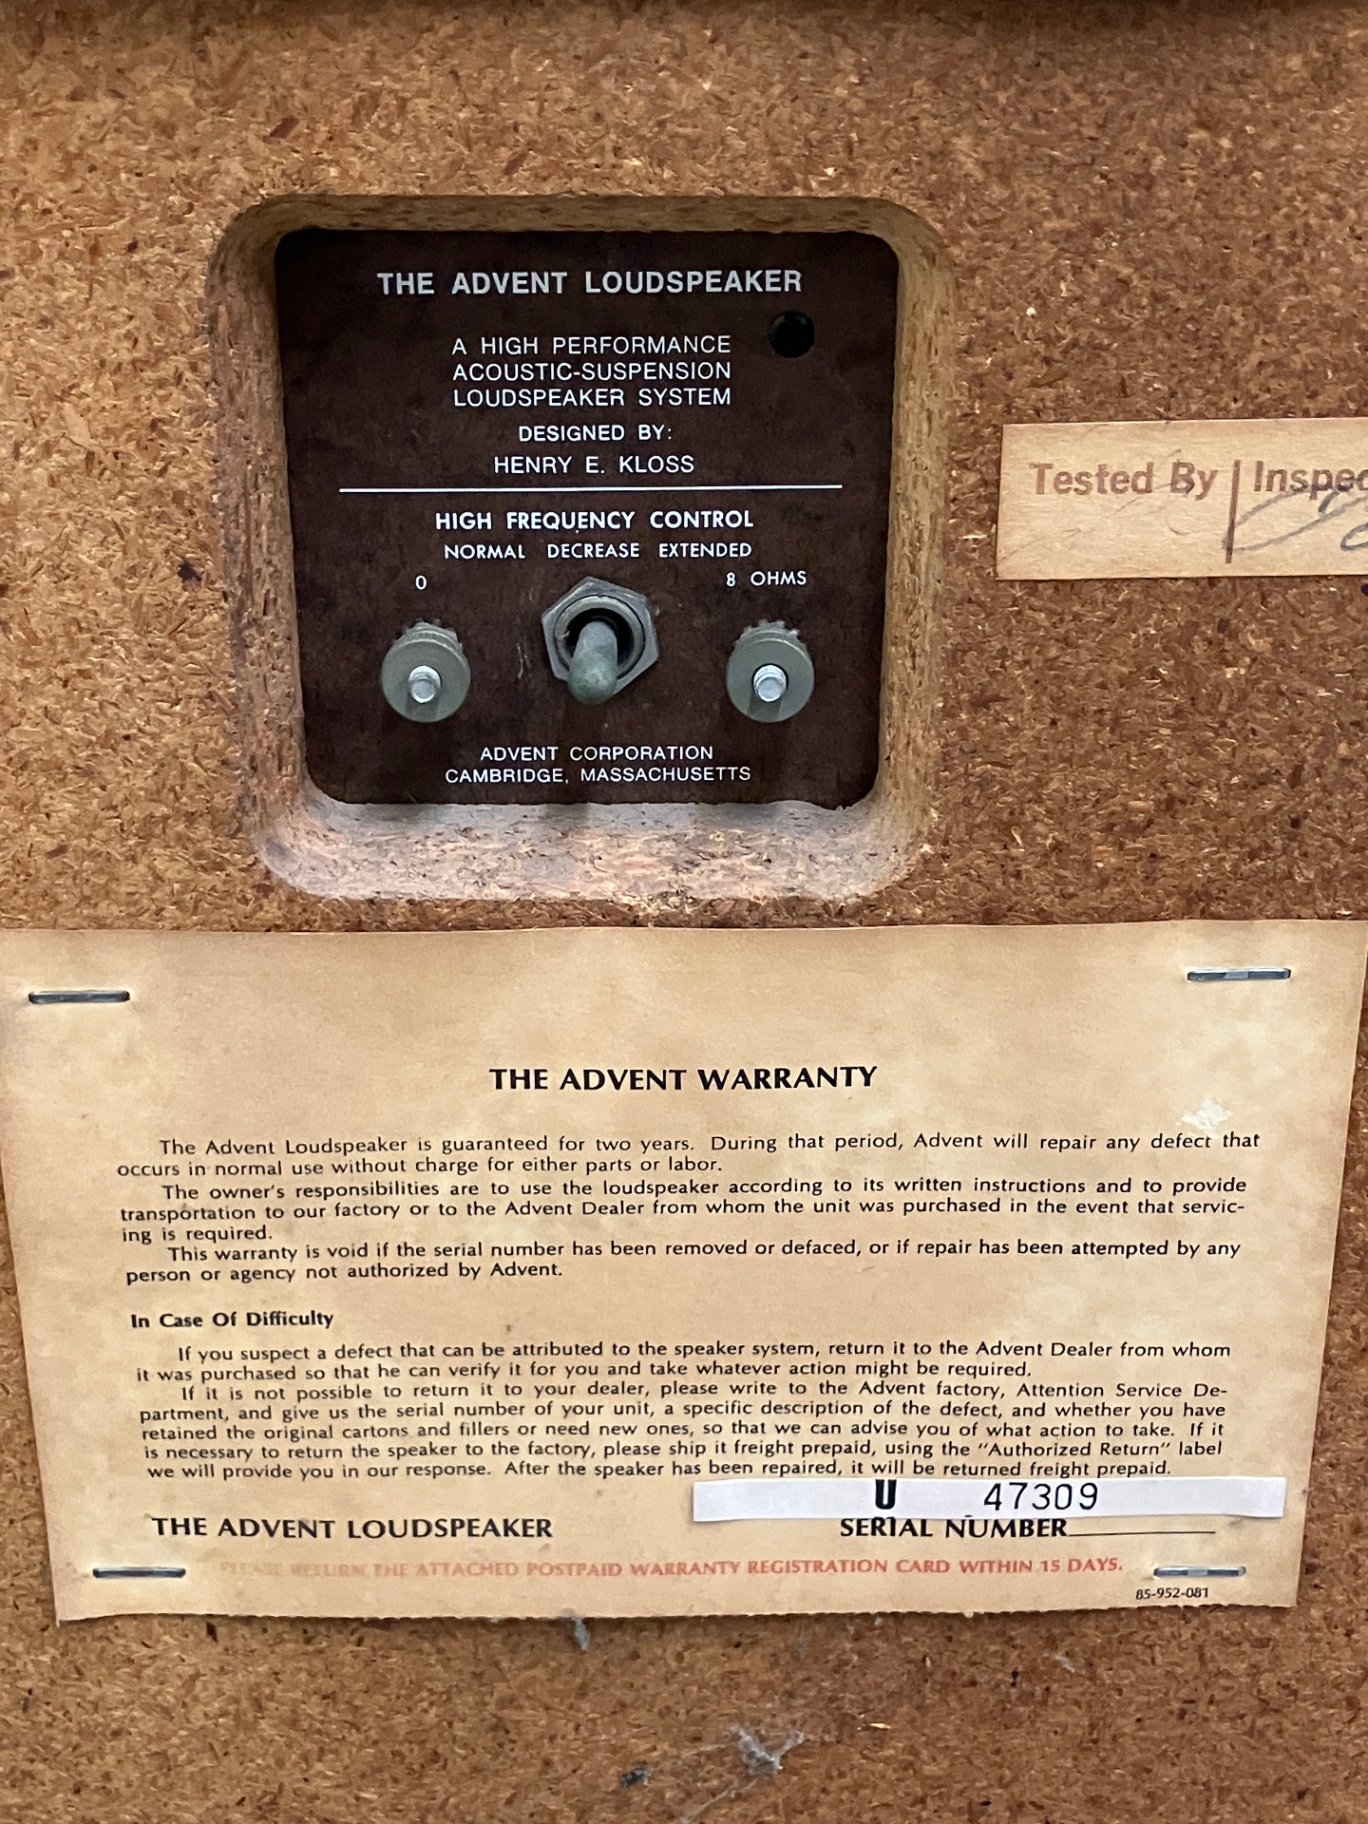 THE ADVENT LOUDSPEAKER
A HIGH PERFORMANCE
ACOUSTIC-SUSPENSION
LOUDSPEAKER SYSTEM
DESIGNED BY:
HENRY E. KLOSS
HIGH FREQUENCY CONTROL
NORMAL DECREASE EXTENDED
0 8 OHMS
ADVENT CORPORATION
CAMBRIDGE, MASSACHUSETTS
Tested By Inspec
THE ADVENT WARRANTY
The Advent Loudspeaker is guaranteed for two years. During that period, Advent will repair any defect that
occurs in normal use without charge for either parts or labor.
The owner's responsibilities are to use the loudspeaker according to its written instructions and to provide
transportation to our factory or to the Advent Dealer from whom the unit was purchased in the event that servic-
ing is required.
This warranty is void if the serial number has been removed or defaced, or if repair has been attempted by any
person or agency not authorized by Advent.
In Case Of Difficulty
If you suspect a defect that can be attributed to the speaker system, return it to the Advent Dealer from whom
it was purchased so that he can verify it for you and take whatever action might be required.
If it is not possible to return it to your dealer, please write to the Advent factory, Attention Service De-
partment, and give us the serial number of your unit, a specific description of the defect, and whether you have
retained the original cartons and fillers or need new ones, so that we can advise you of what action to take. If it
is necessary to return the speaker to the factory, please ship it freight prepaid, using the "Authorized Return" label
we will provide you in our response. After the speaker has been repaired, it will be returned freight prepaid.
U 47309
THE ADVENT LOUDSPEAKER SERIAL NUMBER
PLEASE RETURN THE ATTACHED POSTPAID WARRANTY REGISTRATION CARD WITHIN 15 DAYS.
85-952-081